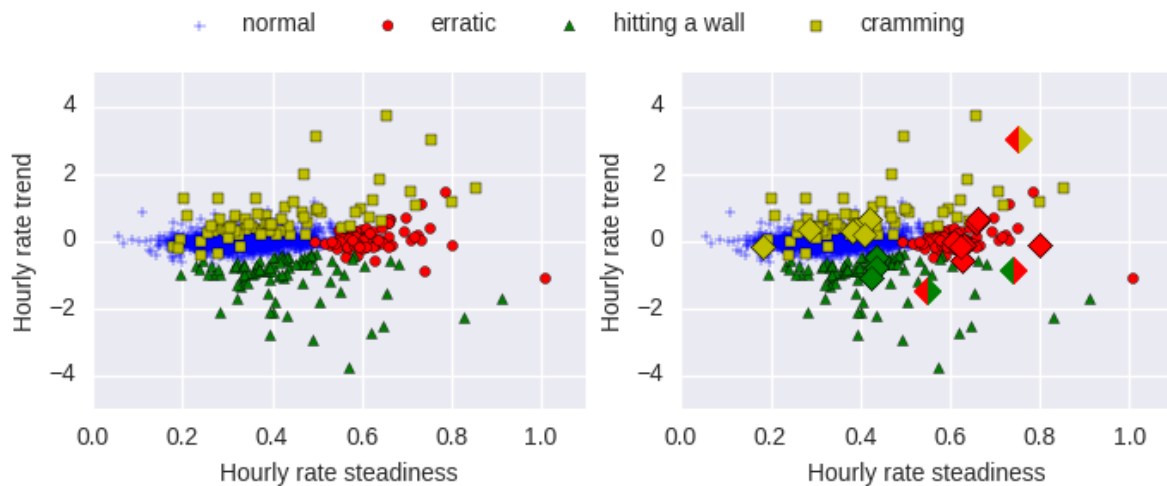 normal erratic hitting a wall cramming
Hourly rate trend
4
2
0
−2
−4
0.0 0.2 0.4 0.6 0.8 1.0
Hourly rate steadiness
Hourly rate trend
4
2
0
−2
−4
0.0 0.2 0.4 0.6 0.8 1.0
Hourly rate steadiness